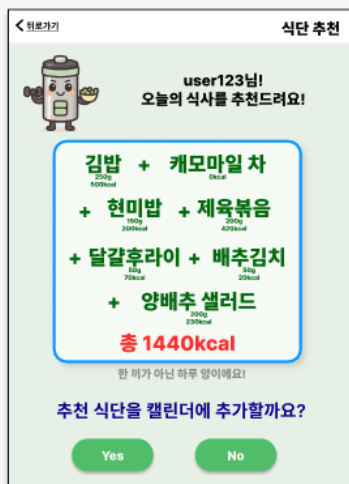 < 뒤로가기
식단 추천
user123님!
오늘의 식사를 추천드려요!
김밥 + 캐모마일 차
250g 0kcal
500kcal
+ 현미밥 + 제육볶음
150g 200g
200kcal 420kcal
+ 달걀후라이 + 배추김치
50g 50g
70kcal 20kcal
+ 양배추 샐러드
200g
230kcal
총 1440kcal
한 끼가 아닌 하루 양이에요!
추천 식단을 캘린더에 추가할까요?
Yes No